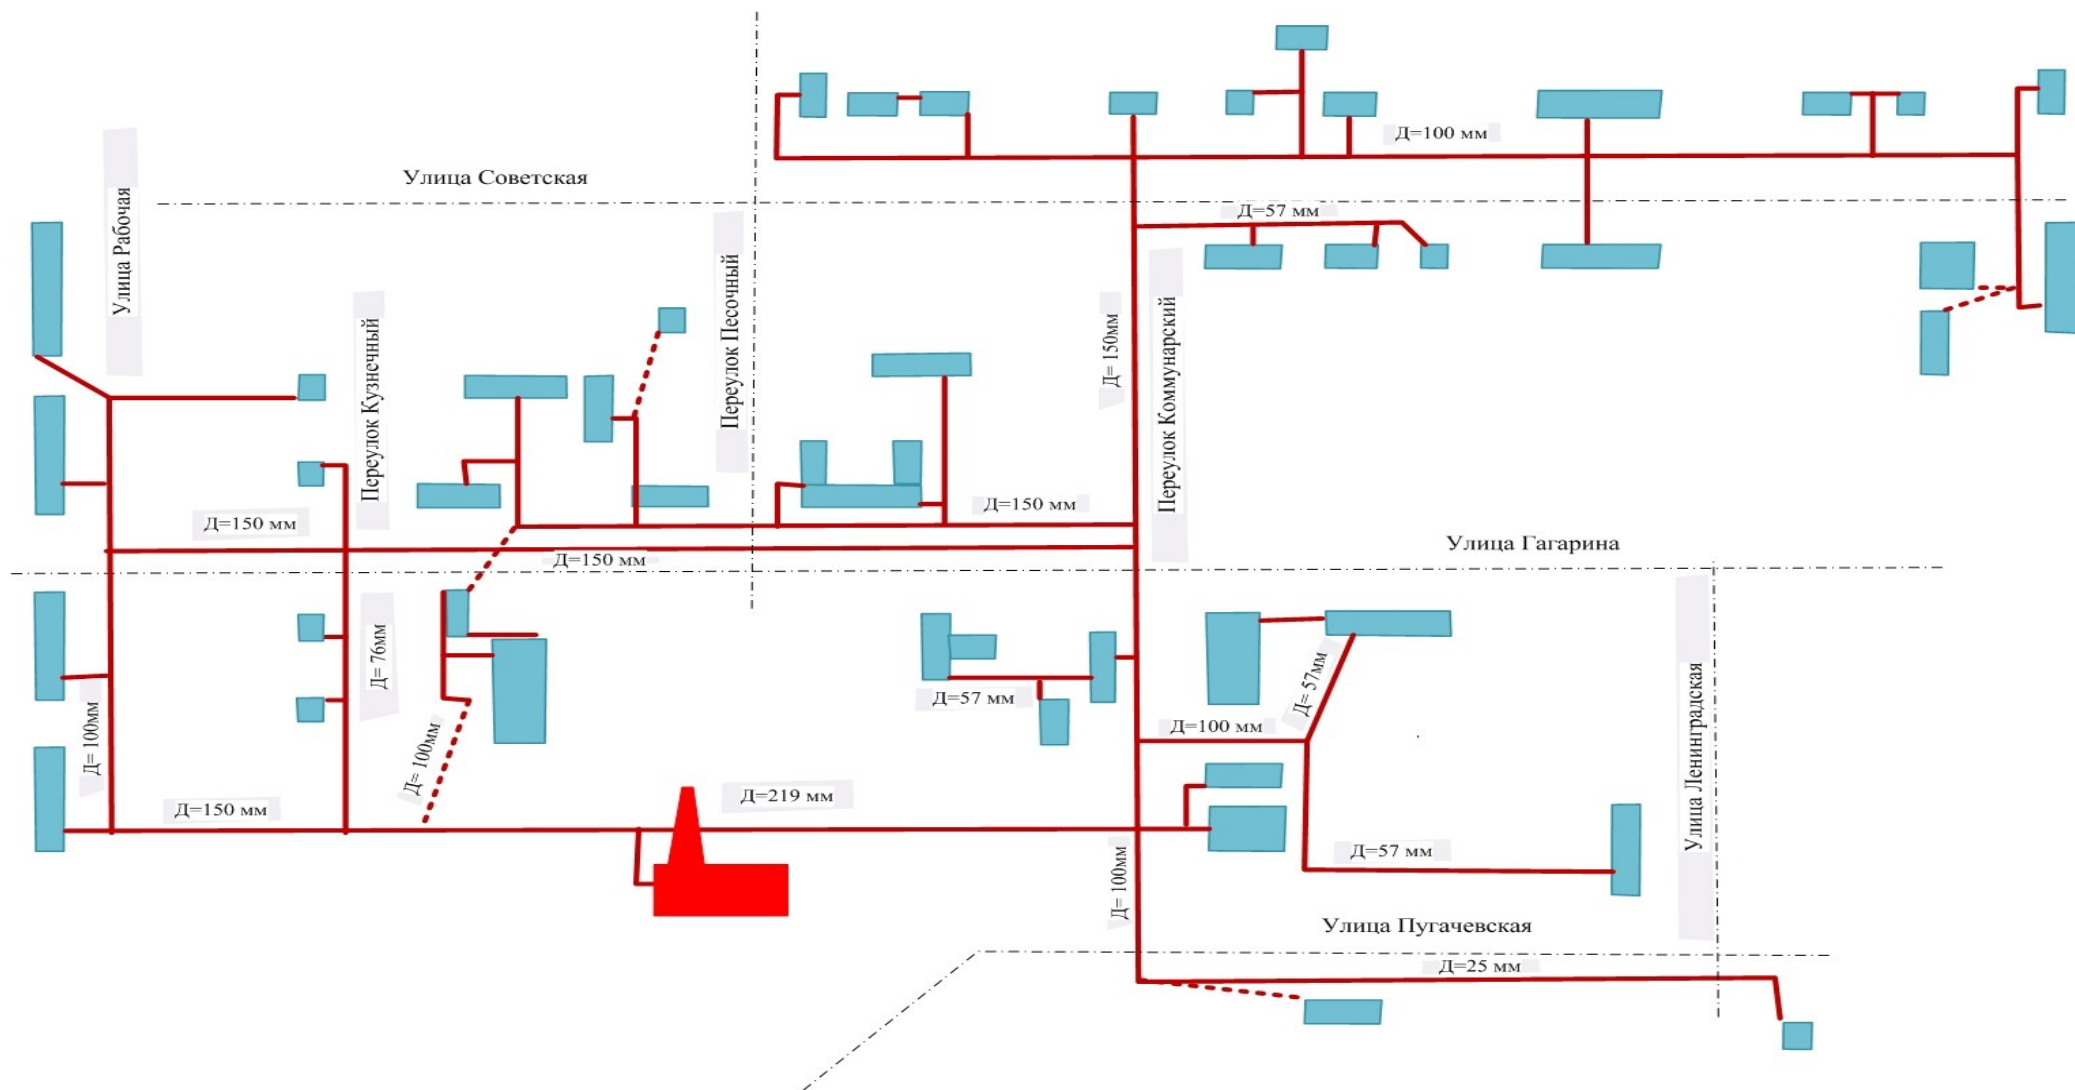 Д=100 мм
Улица Советская
Д=57 мм
Улица Рабочая
Переулок Песочный
Д= 150мм
Переулок Коммунарский
Переулок Кузнечный
Д=150 мм
Д=150 мм
Д=150 мм
Улица Гагарина
Д= 76мм
Д= 57мм
Д=57 мм
Д= 100мм
Д= 100мм
Д=100 мм
Улица Ленинградская
Д=150 мм
Д=219 мм
Д= 100мм
Д=57 мм
Улица Пугачевская
Д=25 мм